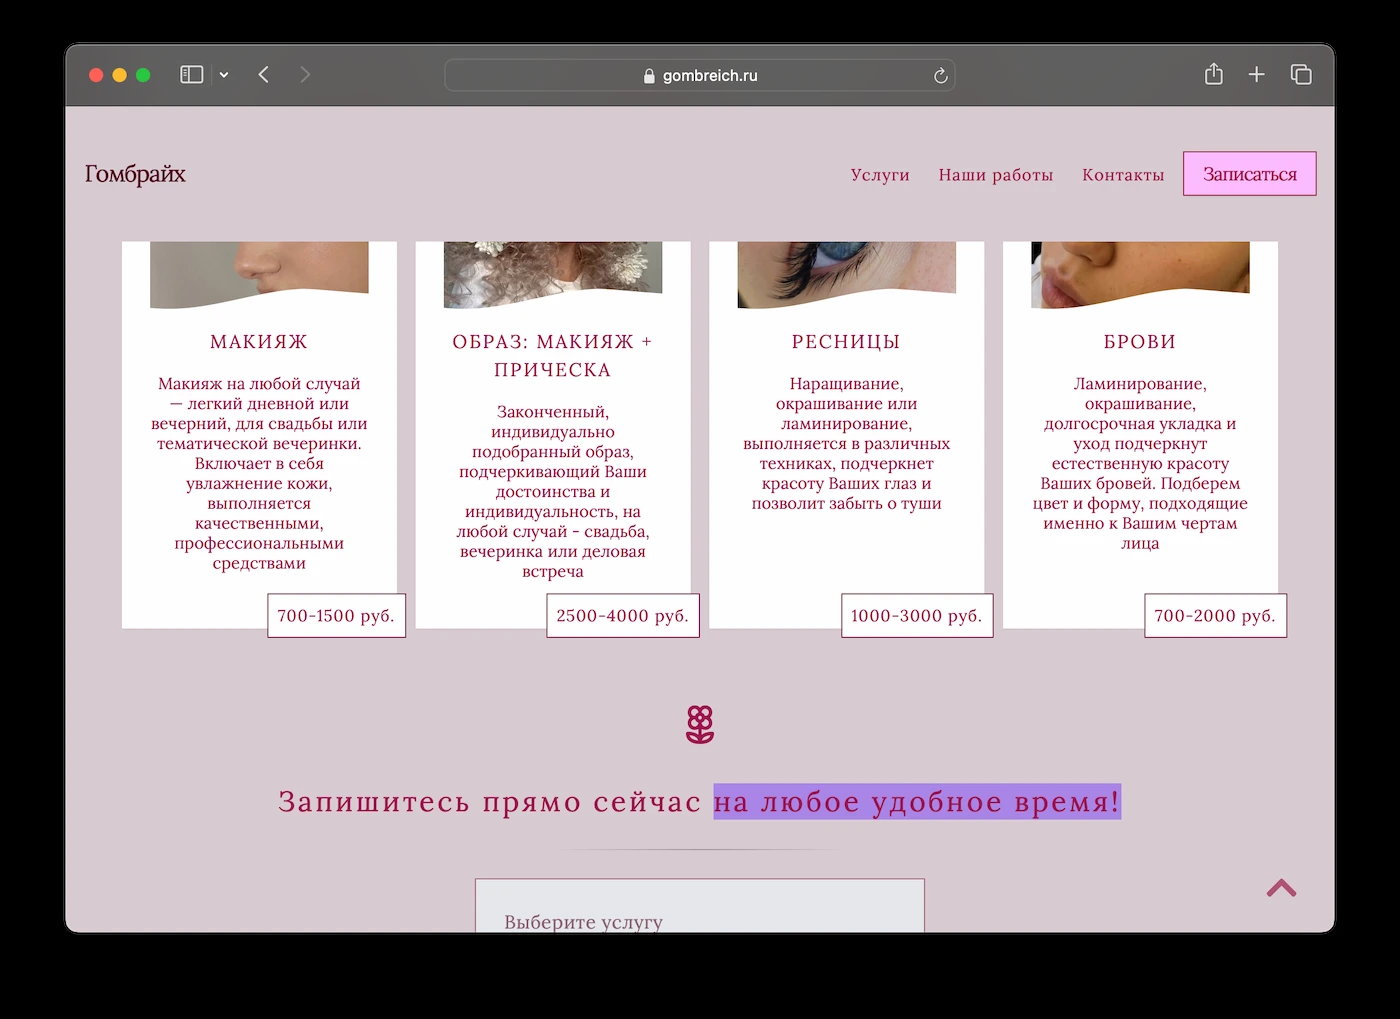 gombreich.ru
Гомбрайх
Услуги
Наши работы
Контакты
Записаться
МАКИЯЖ
Макияж на любой случай
— легкий дневной или
вечерний, для свадьбы или
тематической вечеринки.
Включает в себя
увлажнение кожи,
выполняется
качественными,
профессиональными
средствами
700-1500 руб.
ОБРАЗ: МАКИЯЖ +
ПРИЧЕСКА
Законченный,
индивидуально
подобранный образ,
подчеркивающий Ваши
достоинства и
индивидуальность, на
любой случай - свадьба,
вечеринка или деловая
встреча
2500-4000 руб.
РЕСНИЦЫ
Наращивание,
окрашивание или
ламинирование,
выполняется в различных
техниках, подчеркнет
красоту Ваших глаз и
позволит забыть о туши
1000-3000 руб.
БРОВИ
Ламинирование,
окрашивание,
долгосрочная укладка и
уход подчеркнут
естественную красоту
Ваших бровей. Подберем
цвет и форму, подходящие
именно к Вашим чертам
лица
700-2000 руб.
Запишитесь прямо сейчас на любое удобное время!
Выберите услугу